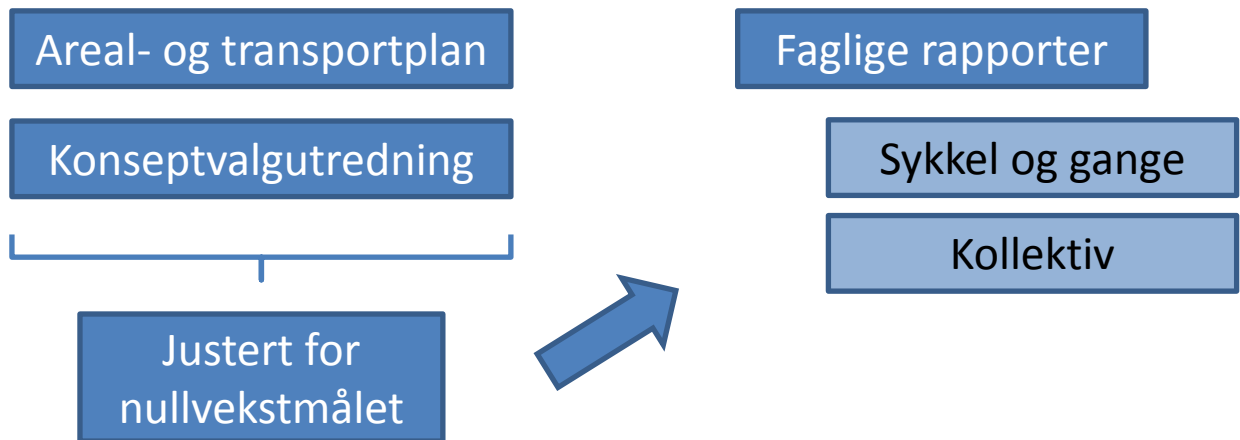 Areal- og transportplan
Konseptvalgutredning
Justert for
nullvekstmålet
Faglige rapporter
Sykkel og gange
Kollektiv